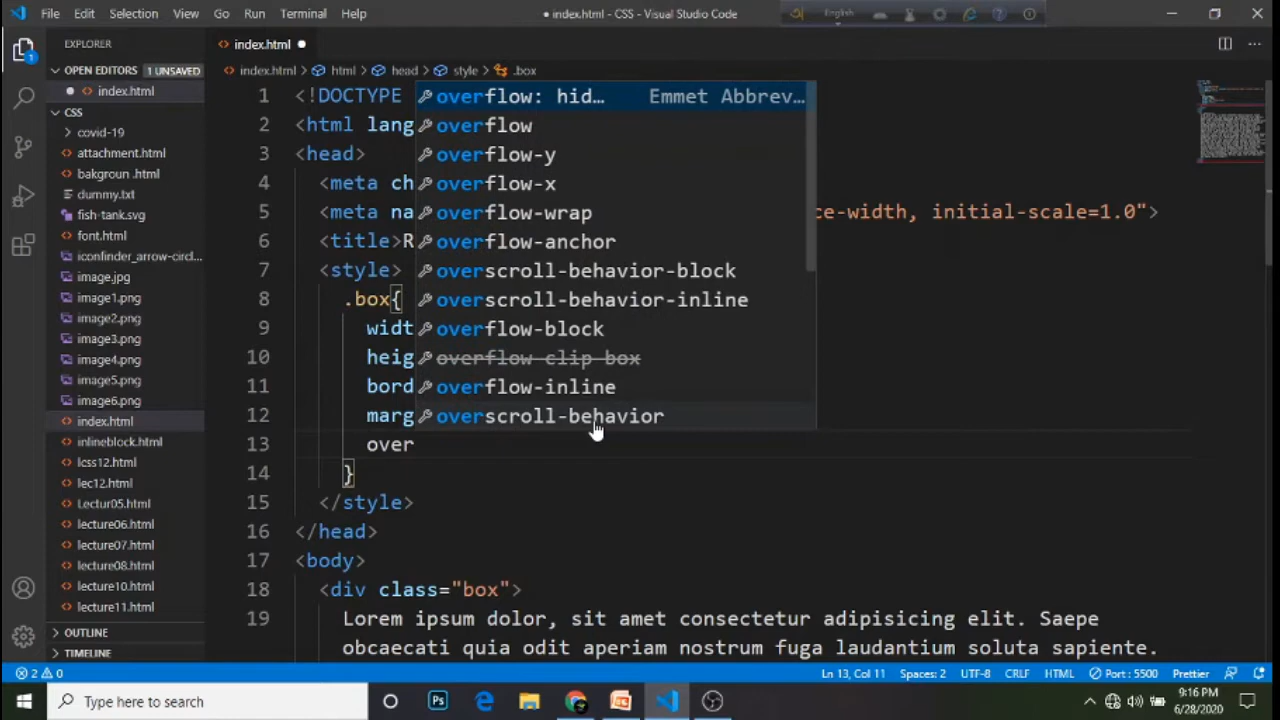 File Edit Selection View Go Run Terminal Help
● index.html - CSS - Visual Studio Code
English
EXPLORER
index.html
OPEN EDITORS 1 UNSAVED
index.html > html > head > style > .box
index.html
CSS
covid-19
attachment.html
bakgroun .html
dummy.txt
fish-tank.svg
font.html
iconfinder_arrow-circl...
image.jpg
image1.png
image2.png
image3.png
image4.png
image5.png
image6.png
index.html
inlineblock.html
lcss12.html
lec12.html
Lectur05.html
lecture06.html
lecture07.html
lecture08.html
lecture10.html
lecture11.html
OUTLINE
TIMELINE
1 <!DOCTYPE
2 <html lang
3 <head>
4 <meta ch
5 <meta na ce-width, initial-scale=1.0">
6 <title>R
7 <style>
8 .box{
9 widt
10 heig
11 bord
12 marg
13 over
14 }
15 </style>
16 </head>
17 <body>
18 <div class="box">
19 Lorem ipsum dolor, sit amet consectetur adipisicing elit. Saepe
obcaecati quia odit aperiam nostrum fuga laudantium soluta sapiente.
overflow: hid... Emmet Abbrev...
overflow
overflow-y
overflow-x
overflow-wrap
overflow-anchor
overscroll-behavior-block
overscroll-behavior-inline
overflow-block
overflow-clip-box
overflow-inline
overscroll-behavior
2 0
Ln 13, Col 11 Spaces: 2 UTF-8 CRLF HTML Port : 5500 Prettier
Type here to search
Ps
9:16 PM
6/28/2020